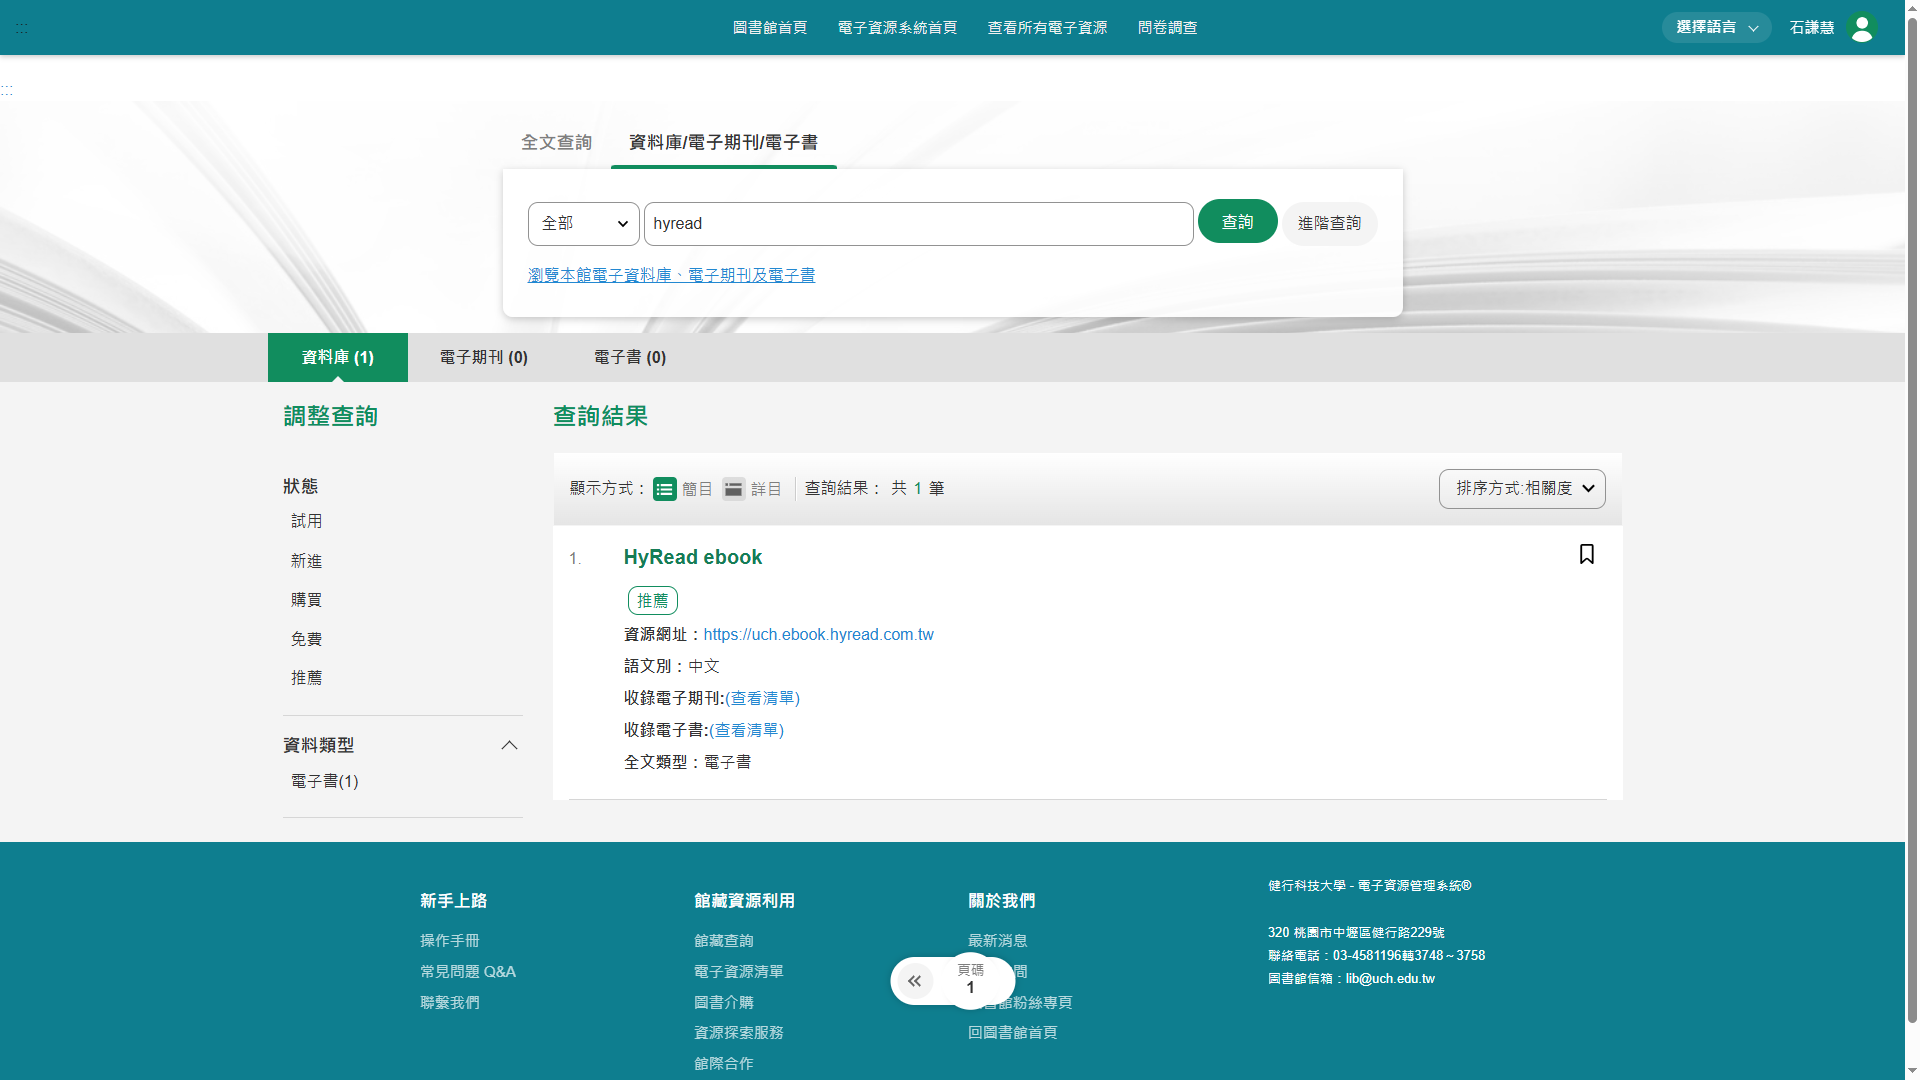 :::
圖書館首頁 電子資源系統首頁 查看所有電子資源 問卷調查
選擇語言 石謙慧
:::
全文查詢 資料庫/電子期刊/電子書
全部 hyread 查詢 進階查詢
瀏覽本館電子資料庫、電子期刊及電子書
資料庫 (1) 電子期刊 (0) 電子書 (0)
調整查詢
狀態
試用
新進
購買
免費
推薦
資料類型
電子書(1)
查詢結果
顯示方式： 簡目 詳目 查詢結果： 共 1 筆
排序方式:相關度
1. HyRead ebook
推薦
資源網址：https://uch.ebook.hyread.com.tw
語文別：中文
收錄電子期刊:(查看清單)
收錄電子書:(查看清單)
全文類型：電子書
新手上路
操作手冊
常見問題 Q&A
聯繫我們
館藏資源利用
館藏查詢
電子資源清單
圖書介購
資源探索服務
館際合作
關於我們
最新消息
間
書館粉絲專頁
回圖書館首頁
頁碼
1
健行科技大學 - 電子資源管理系統®
320 桃園市中壢區健行路229號
聯絡電話：03-4581196轉3748～3758
圖書館信箱：lib@uch.edu.tw